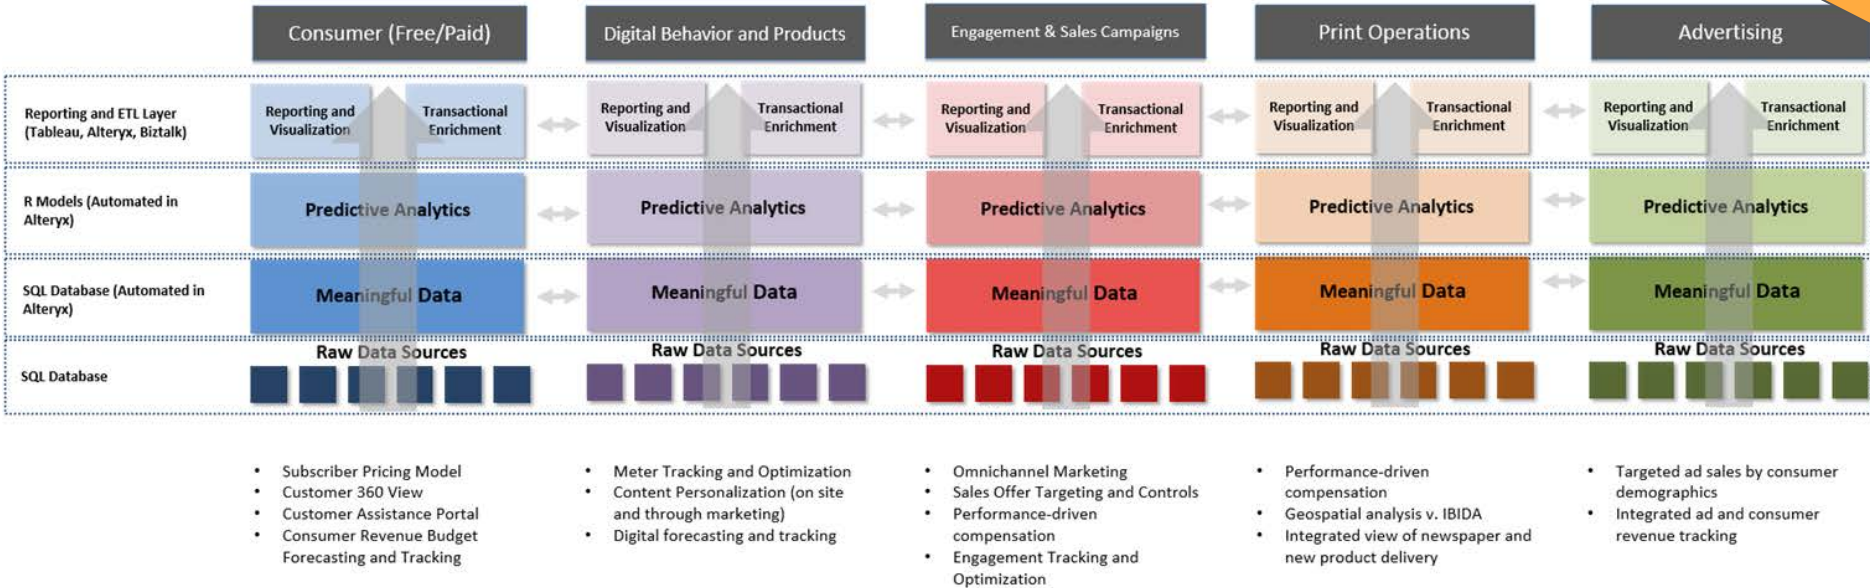 Consumer (Free/Paid)
Digital Behavior and Products
Engagement & Sales Campaigns
Print Operations
Advertising
Reporting and ETL Layer
(Tableau, Alteryx, Biztalk)
Reporting and
Visualization
Transactional
Enrichment
Reporting and
Visualization
Transactional
Enrichment
Reporting and
Visualization
Transactional
Enrichment
Reporting and
Visualization
Transactional
Enrichment
Reporting and
Visualization
Transactional
Enrichment
R Models (Automated in
Alteryx)
Predictive Analytics
Predictive Analytics
Predictive Analytics
Predictive Analytics
Predictive Analytics
SQL Database (Automated in
Alteryx)
Meaningful Data
Meaningful Data
Meaningful Data
Meaningful Data
Meaningful Data
SQL Database
Raw Data Sources
Raw Data Sources
Raw Data Sources
Raw Data Sources
Raw Data Sources
• Subscriber Pricing Model
• Customer 360 View
• Customer Assistance Portal
• Consumer Revenue Budget
Forecasting and Tracking
• Meter Tracking and Optimization
• Content Personalization (on site
and through marketing)
• Digital forecasting and tracking
• Omnichannel Marketing
• Sales Offer Targeting and Controls
• Performance-driven
compensation
• Engagement Tracking and
Optimization
• Performance-driven
compensation
• Geospatial analysis v. IBIDA
• Integrated view of newspaper and
new product delivery
• Targeted ad sales by consumer
demographics
• Integrated ad and consumer
revenue tracking